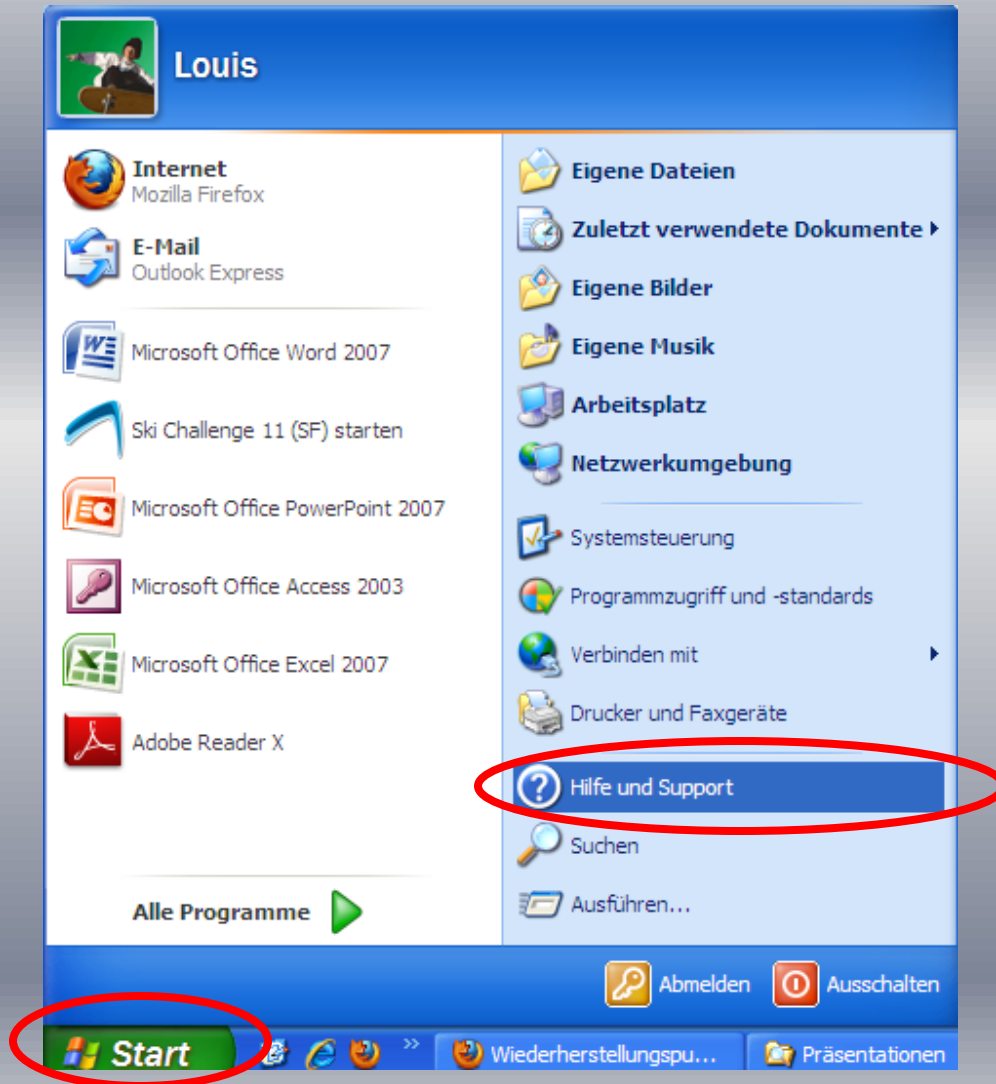 Louis
Internet
Mozilla Firefox
E-Mail
Outlook Express
Microsoft Office Word 2007
Ski Challenge 11 (SF) starten
Microsoft Office PowerPoint 2007
Microsoft Office Access 2003
Microsoft Office Excel 2007
Adobe Reader X
Alle Programme
Eigene Dateien
Zuletzt verwendete Dokumente
Eigene Bilder
Eigene Musik
Arbeitsplatz
Netzwerkumgebung
Systemsteuerung
Programmzugriff und -standards
Verbinden mit
Drucker und Faxgeräte
Hilfe und Support
Suchen
Ausführen...
Abmelden Ausschalten
Start » Wiederherstellungspu... Präsentationen